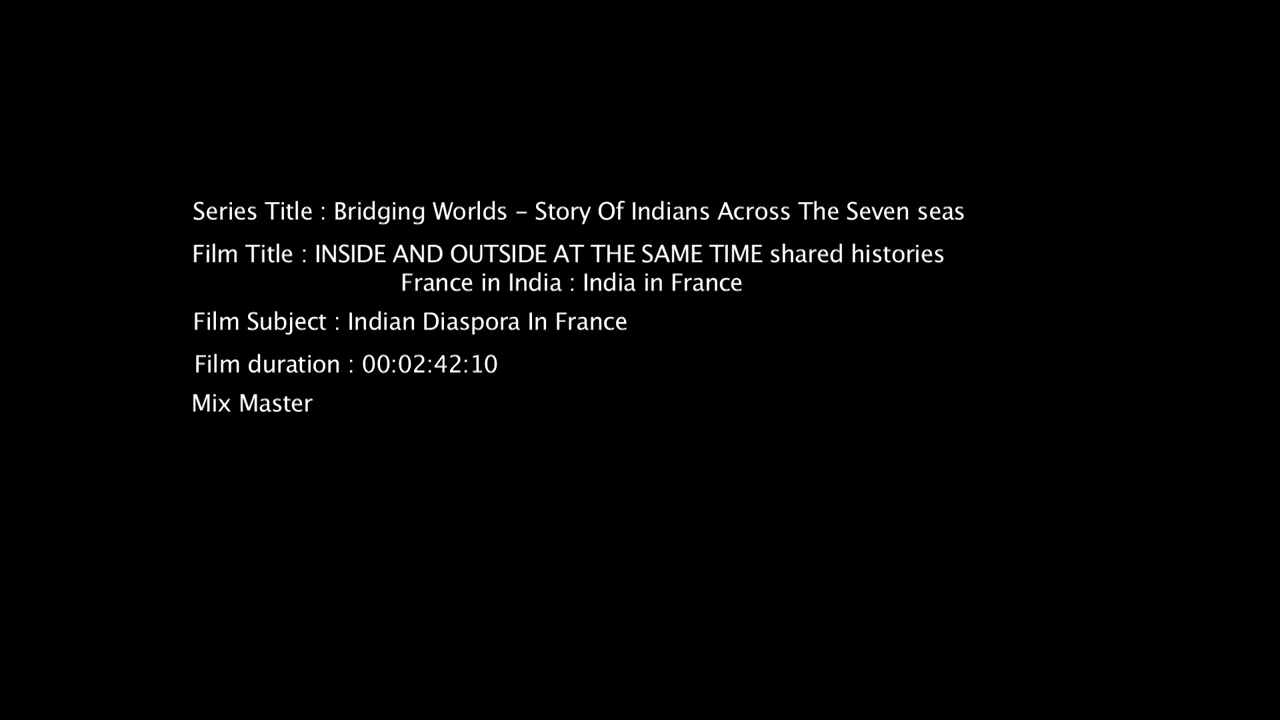 Series Title : Bridging Worlds – Story Of Indians Across The Seven seas
Film Title : INSIDE AND OUTSIDE AT THE SAME TIME shared histories
France in India : India in France
Film Subject : Indian Diaspora In France
Film duration : 00:02:42:10
Mix Master